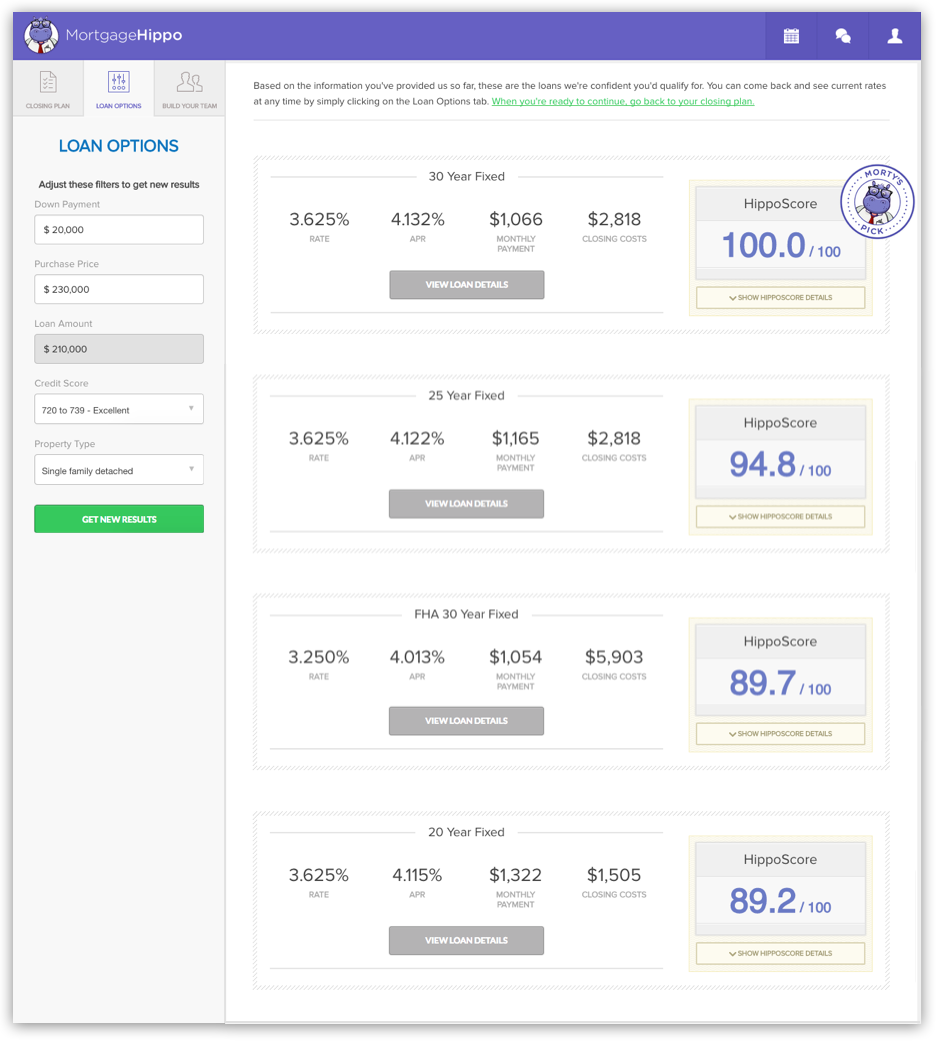 MortgageHippo
CLOSING PLAN
LOAN OPTIONS
BUILD YOUR TEAM
LOAN OPTIONS
Adjust these filters to get new results
Down Payment
$ 20,000
Purchase Price
$ 230,000
Loan Amount
$ 210,000
Credit Score
720 to 739 - Excellent
Property Type
Single family detached
GET NEW RESULTS
Based on the information you've provided us so far, these are the loans we're confident you'd qualify for. You can come back and see current rates
at any time by simply clicking on the Loan Options tab. When you're ready to continue, go back to your closing plan.
30 Year Fixed
3.625% 4.132% $1,066 $2,818
RATE APR MONTHLY CLOSING COSTS
PAYMENT
VIEW LOAN DETAILS
MORTY'S
PICK
HippoScore
100.0 / 100
SHOW HIPPOSCORE DETAILS
25 Year Fixed
3.625% 4.122% $1,165 $2,818
RATE APR MONTHLY CLOSING COSTS
PAYMENT
VIEW LOAN DETAILS
HippoScore
94.8 / 100
SHOW HIPPOSCORE DETAILS
FHA 30 Year Fixed
3.250% 4.013% $1,054 $5,903
RATE APR MONTHLY CLOSING COSTS
PAYMENT
VIEW LOAN DETAILS
HippoScore
89.7 / 100
SHOW HIPPOSCORE DETAILS
20 Year Fixed
3.625% 4.115% $1,322 $1,505
RATE APR MONTHLY CLOSING COSTS
PAYMENT
VIEW LOAN DETAILS
HippoScore
89.2 / 100
SHOW HIPPOSCORE DETAILS